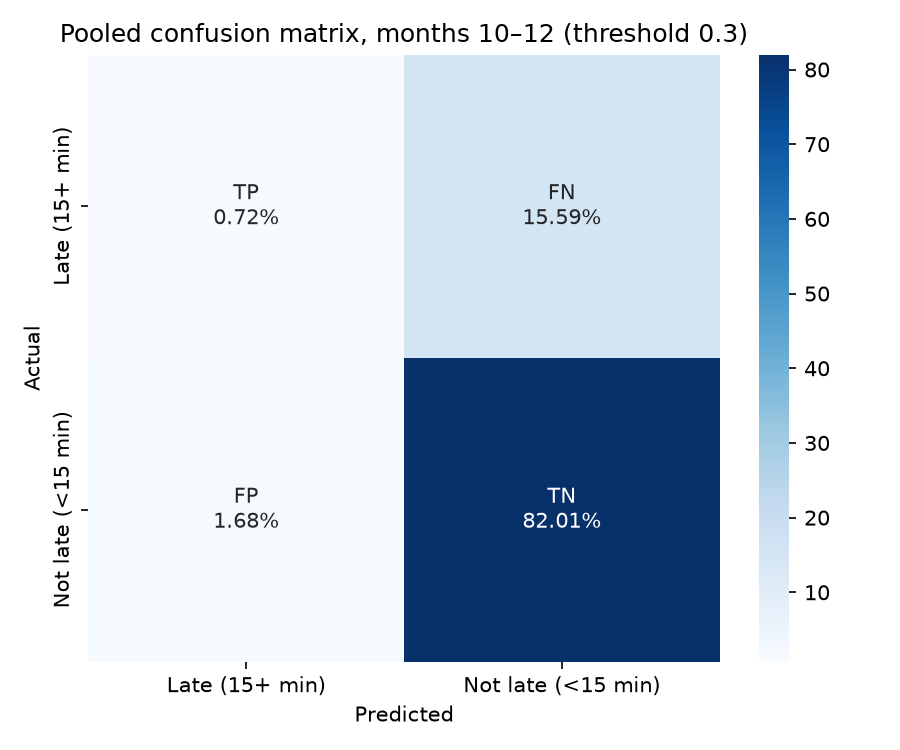 Pooled confusion matrix, months 10–12 (threshold 0.3)
Actual
Late (15+ min)
Not late (<15 min)
TP
0.72%
FN
15.59%
FP
1.68%
TN
82.01%
Late (15+ min)
Not late (<15 min)
Predicted
80
70
60
50
40
30
20
10